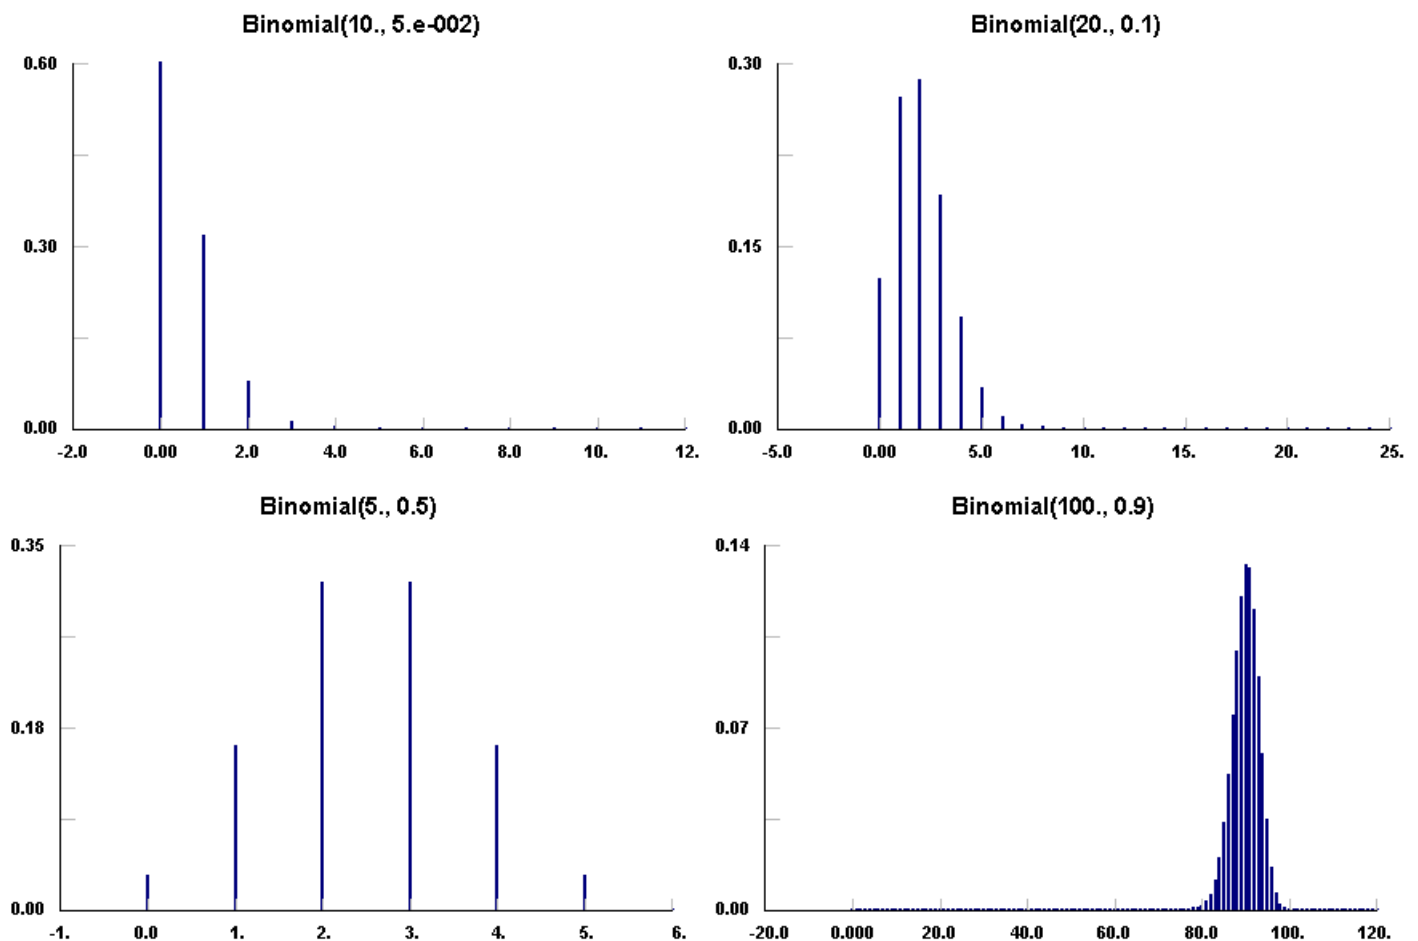 Binomial(10., 5.e-002)
0.60
0.30
0.00
-2.0 0.00 2.0 4.0 6.0 8.0 10. 12.
Binomial(20., 0.1)
0.30
0.15
0.00
-5.0 0.00 5.0 10. 15. 20. 25.
Binomial(5., 0.5)
0.35
0.18
0.00
-1. 0.0 1. 2. 3. 4. 5. 6.
Binomial(100., 0.9)
0.14
0.07
0.00
-20.0 0.000 20.0 40.0 60.0 80.0 100. 120.